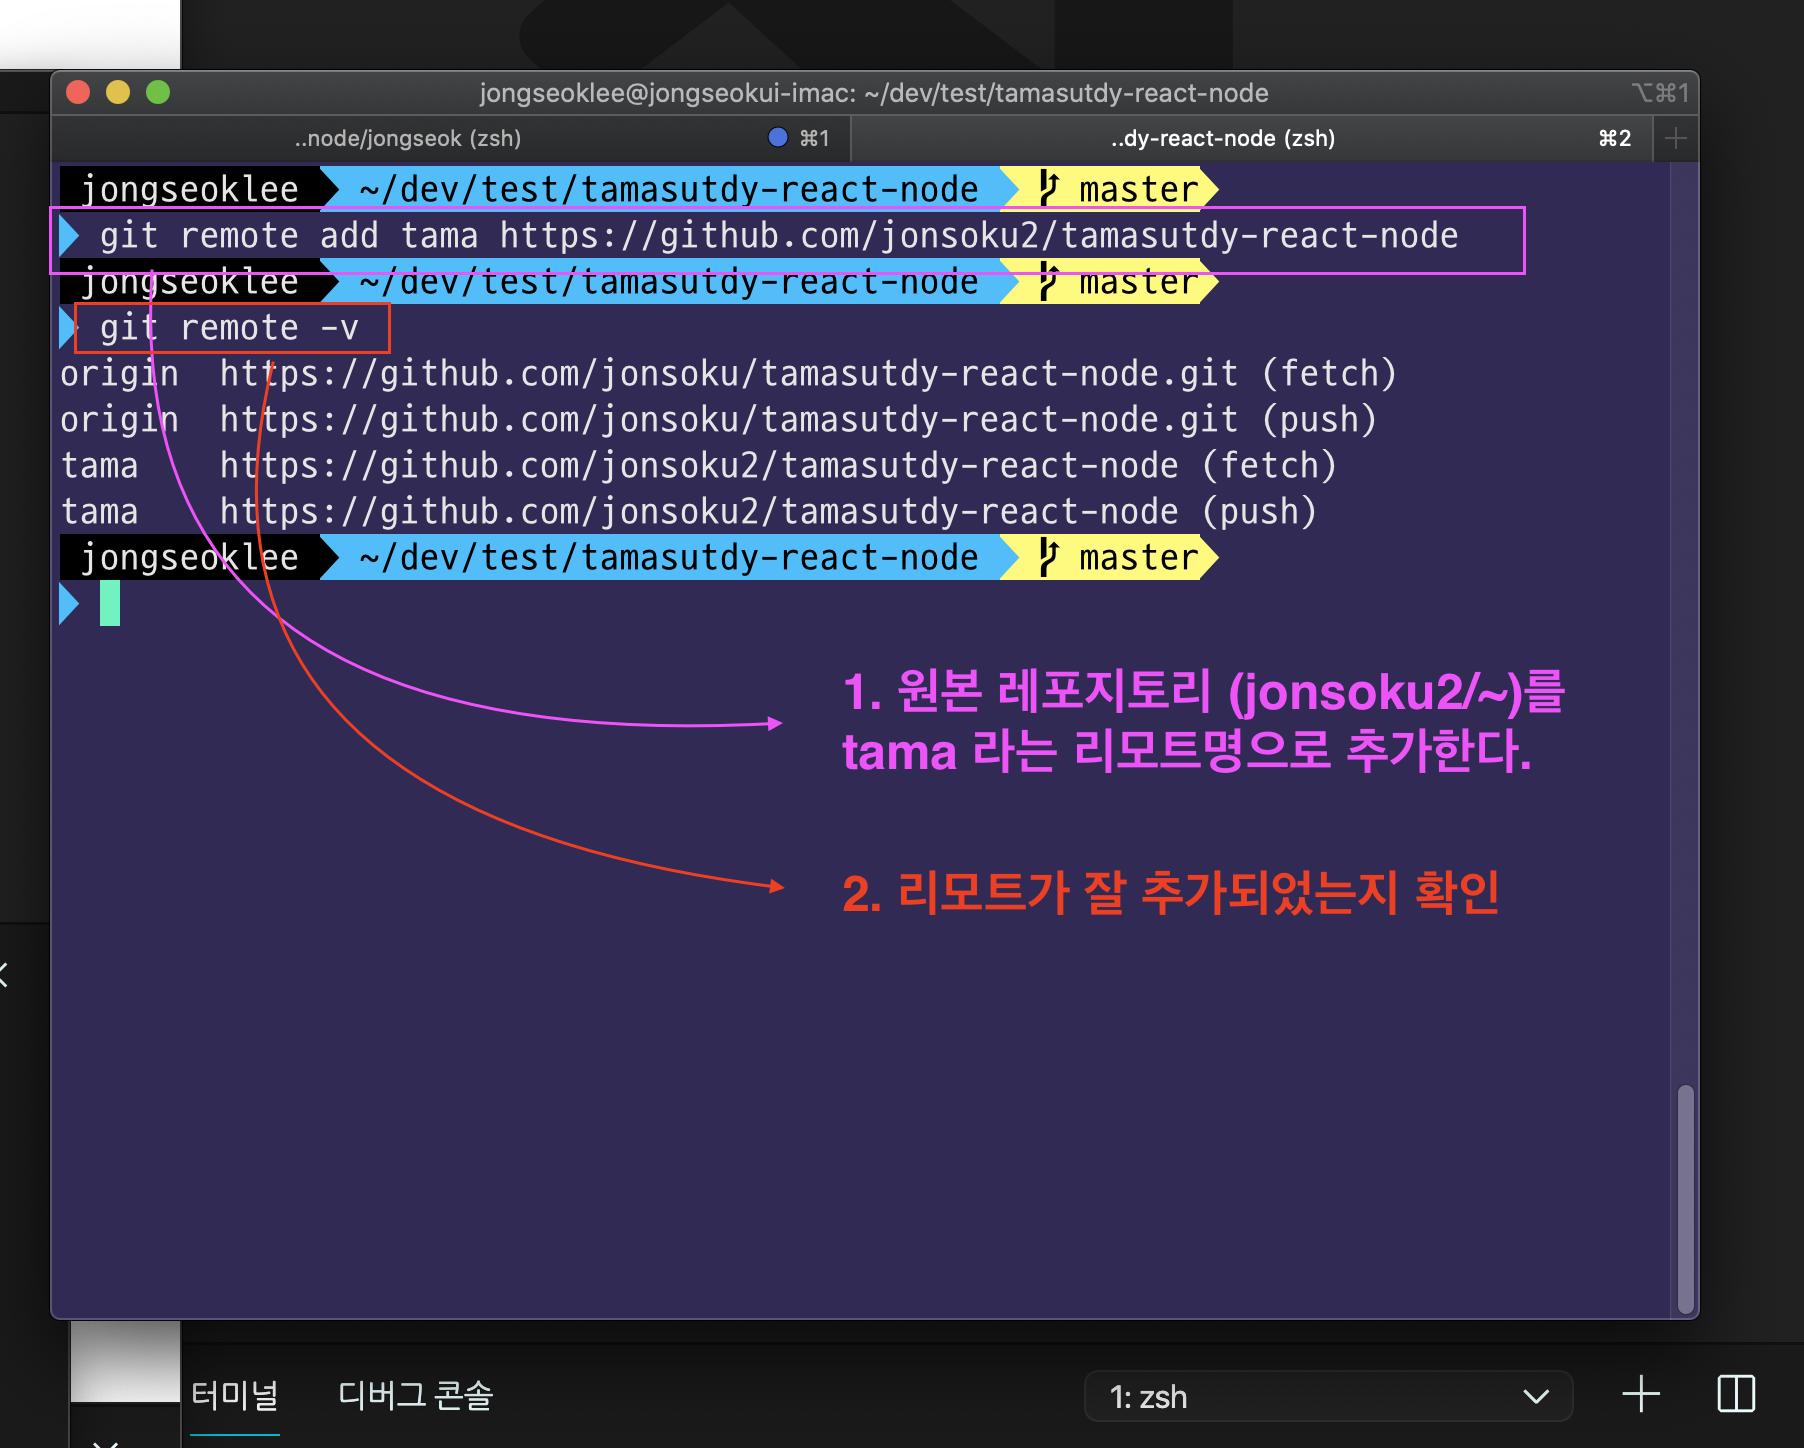 jongseoklee@jongseokui-imac: ~/dev/test/tamasutdy-react-node ⌥⌘1
..node/jongseok (zsh) ⌘1 ..dy-react-node (zsh) ⌘2
jongseoklee ~/dev/test/tamasutdy-react-node master
git remote add tama https://github.com/jonsoku2/tamasutdy-react-node
jongseoklee ~/dev/test/tamasutdy-react-node master
git remote -v
origin https://github.com/jonsoku/tamasutdy-react-node.git (fetch)
origin https://github.com/jonsoku/tamasutdy-react-node.git (push)
tama https://github.com/jonsoku2/tamasutdy-react-node (fetch)
tama https://github.com/jonsoku2/tamasutdy-react-node (push)
jongseoklee ~/dev/test/tamasutdy-react-node master
1. 원본 레포지토리 (jonsoku2/~)를
tama 라는 리모트명으로 추가한다.
2. 리모트가 잘 추가되었는지 확인
터미널 디버그 콘솔 1: zsh